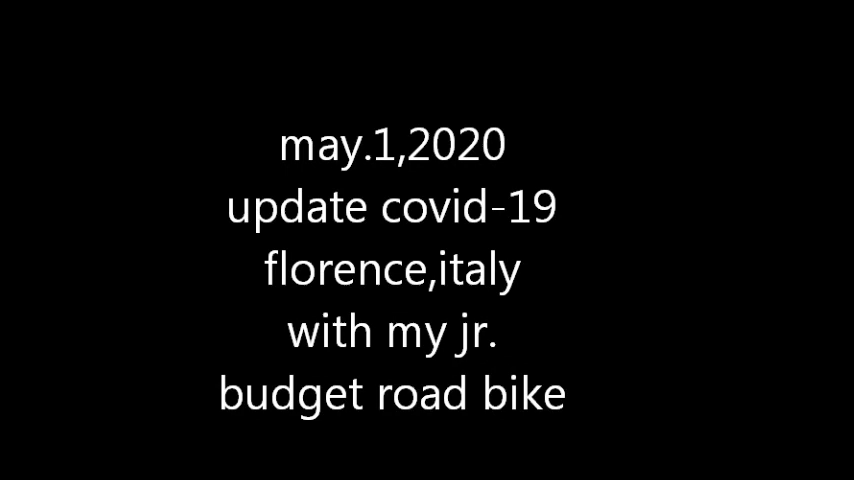 may.1,2020
update covid-19
florence,italy
with my jr.
budget road bike